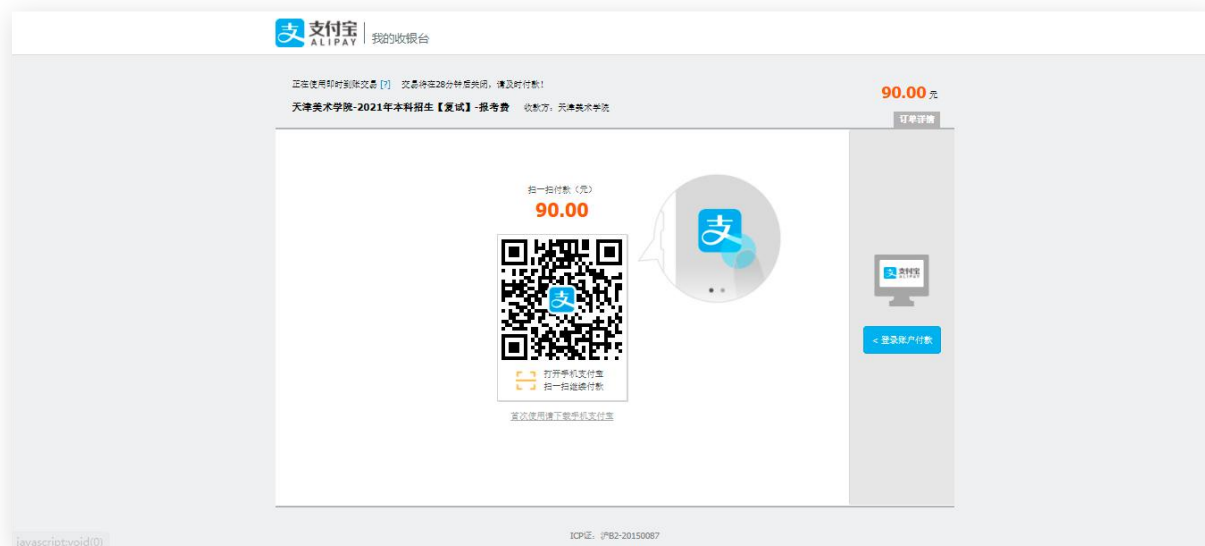 支付宝
ALIPAY
我的收银台
正在使用即时到账交易 [?] 交易将在28分钟后关闭，请及时付款！
90.00 元
天津美术学院-2021年本科招生【复试】-报考费 收款方：天津美术学院
订单详情
扫一扫付款（元）
90.00
支
支
支付宝
ALIPAY
< 登录账户付款
打开手机支付宝
扫一扫继续付款
首次使用请下载手机支付宝
ICP证：沪B2-20150087
javascript:void(0)